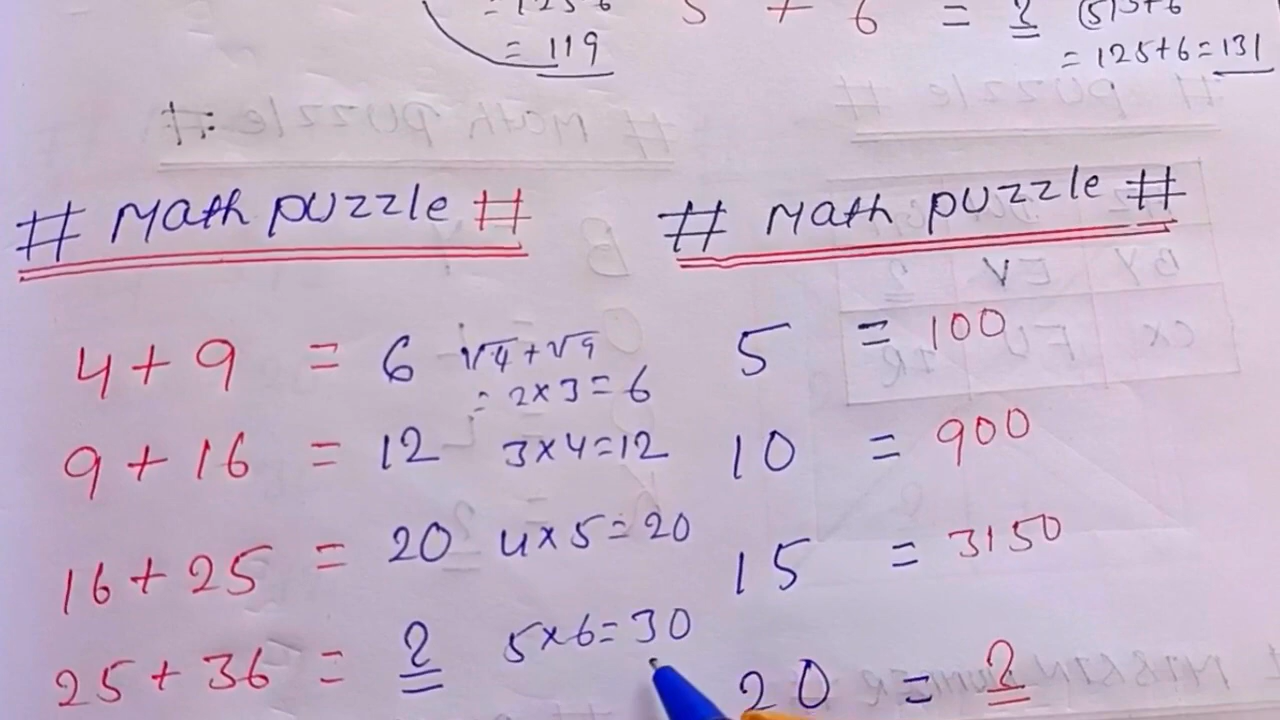 = 119
6 = ?
= 125+6=131
# Math puzzle #
4 + 9 = 6 √4+√9
= 2×3=6
9 + 16 = 12 3×4=12
16 + 25 = 20 4×5=20
25 + 36 = ? 5×6=30
# Math puzzle #
5 = 100
10 = 900
15 = 3150
20 = ?